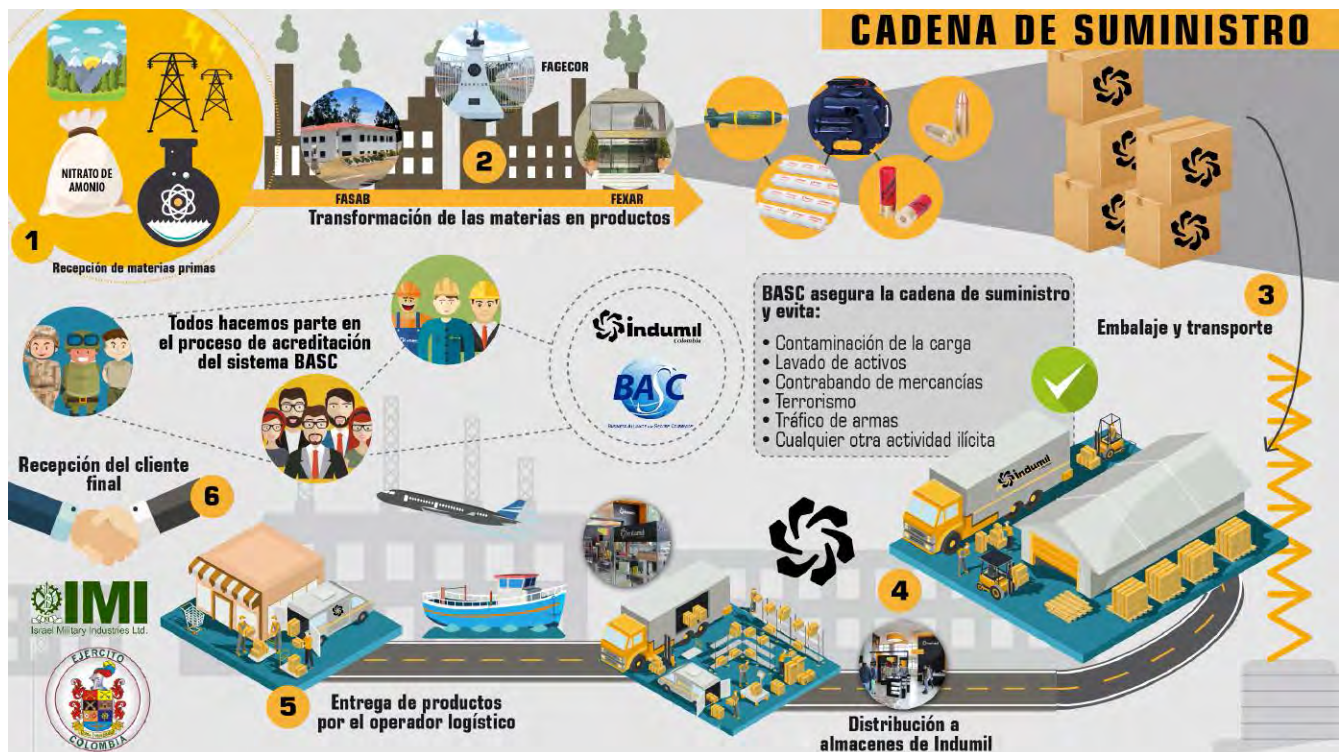 CADENA DE SUMINISTRO
NITRATO DE
AMONIO
1
Recepción de materias primas
FAGECOR
2
FASAB
FEXAR
Transformación de las materias en productos
3
Embalaje y transporte
Todos hacemos parte en
el proceso de acreditación
del sistema BASC
indumil
Colombia
BASC
BASC asegura la cadena de suministro
y evita:
• Contaminación de la carga
• Lavado de activos
• Contrabando de mercancías
• Terrorismo
• Tráfico de armas
• Cualquier otra actividad ilícita
indumil
4
Distribución a
almacenes de Indumil
5
Entrega de productos
por el operador logístico
Recepción del cliente
final
6
IMI
Israel Military Industries Ltd.
EJERCITO
COLOMBIA